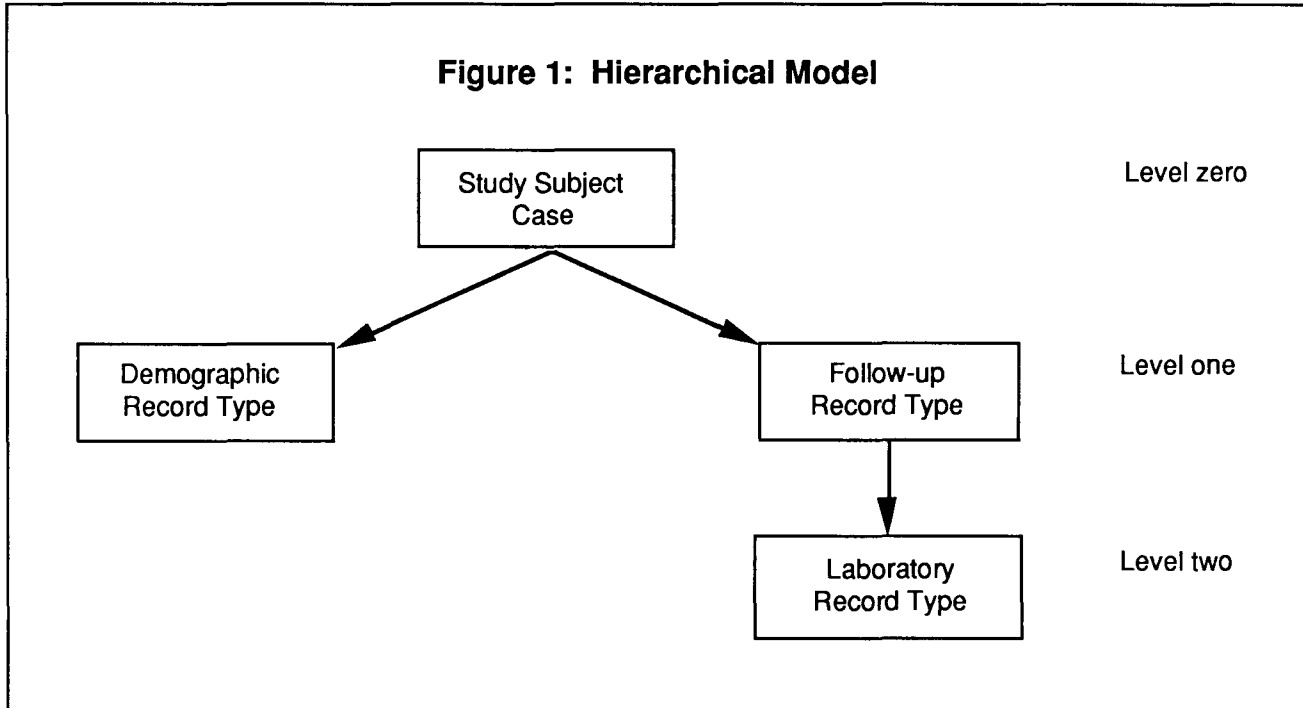 Figure 1: Hierarchical Model
Study Subject
Case
Level zero
Demographic
Record Type
Follow-up
Record Type
Level one
Laboratory
Record Type
Level two